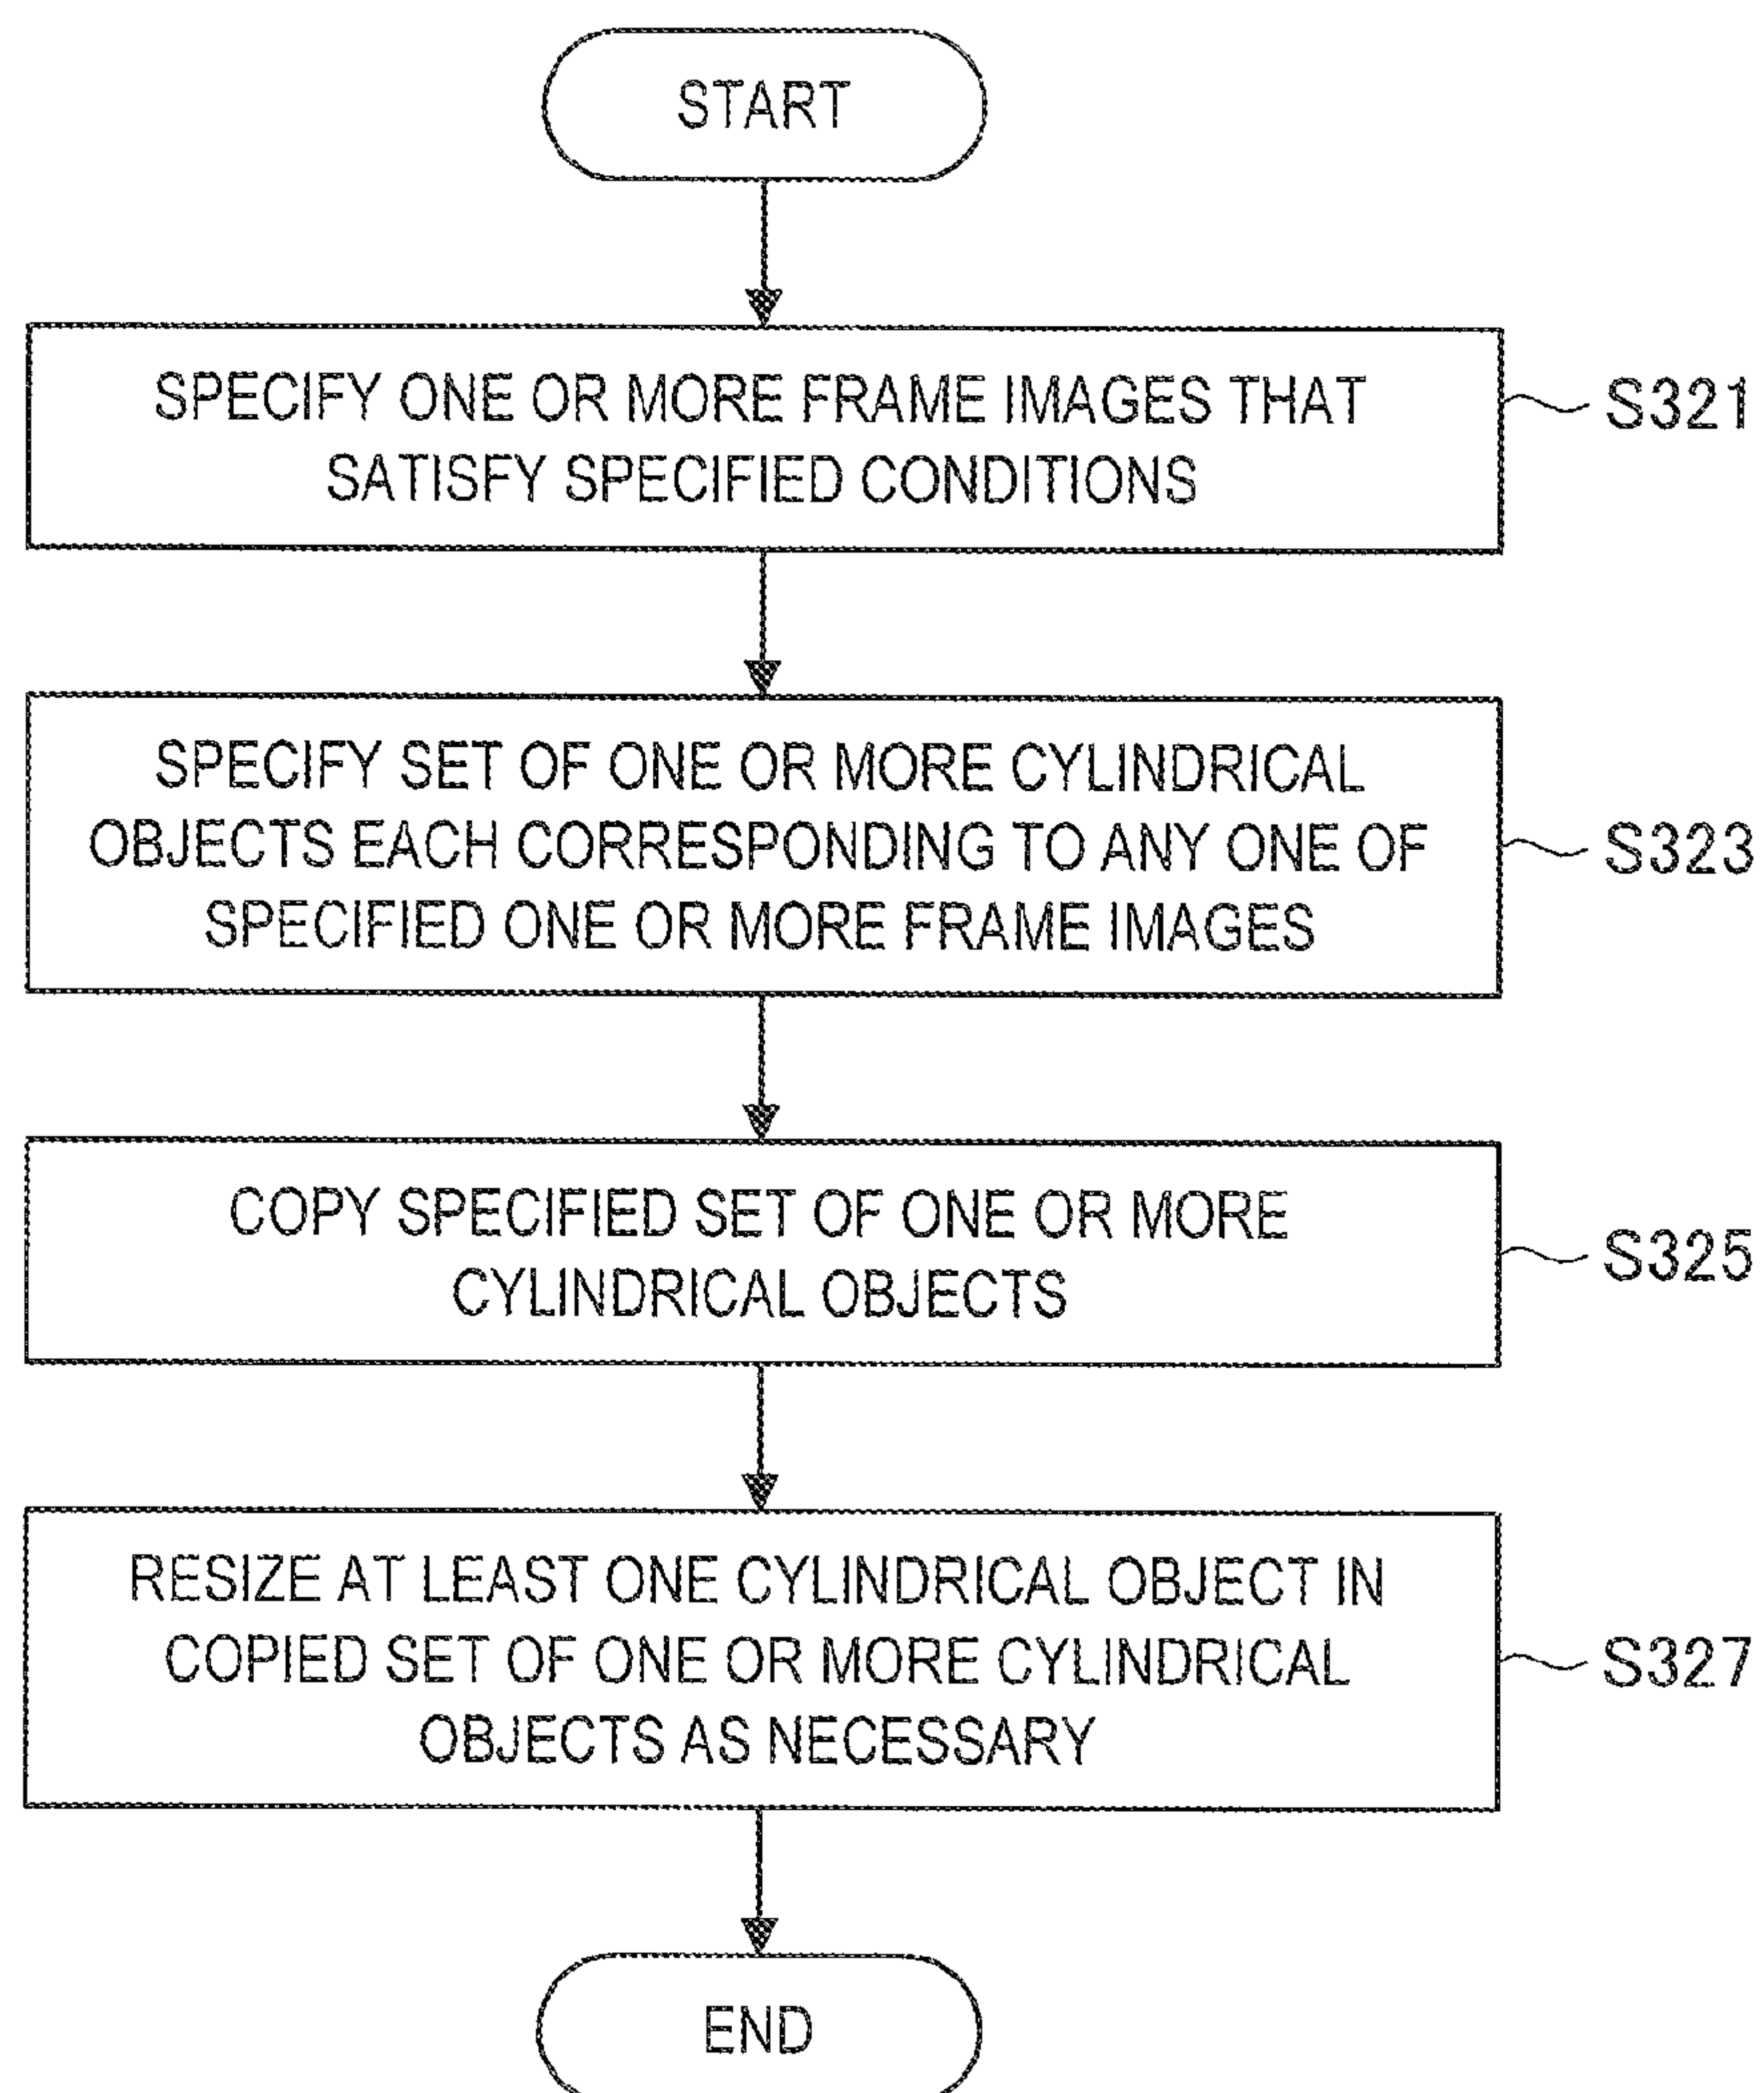 START
SPECIFY ONE OR MORE FRAME IMAGES THAT
SATISFY SPECIFIED CONDITIONS
S321
SPECIFY SET OF ONE OR MORE CYLINDRICAL
OBJECTS EACH CORRESPONDING TO ANY ONE OF
SPECIFIED ONE OR MORE FRAME IMAGES
S323
COPY SPECIFIED SET OF ONE OR MORE
CYLINDRICAL OBJECTS
S325
RESIZE AT LEAST ONE CYLINDRICAL OBJECT IN
COPIED SET OF ONE OR MORE CYLINDRICAL
OBJECTS AS NECESSARY
S327
END